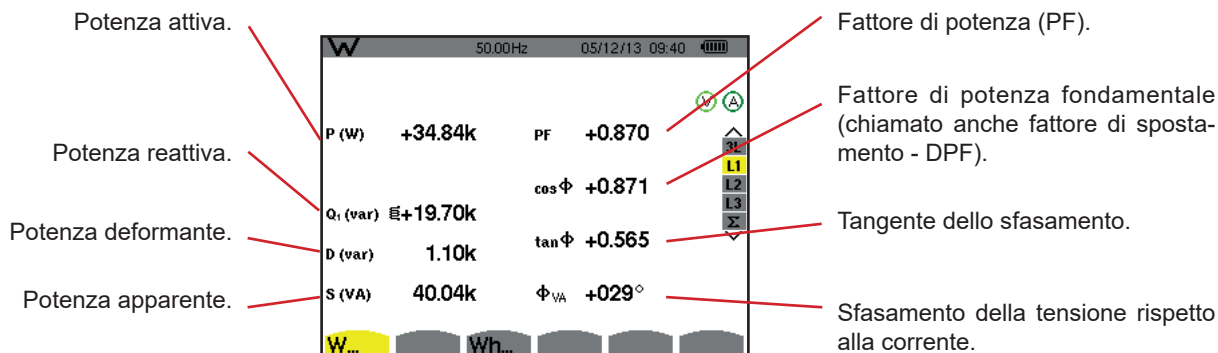 Potenza attiva.
Potenza reattiva.
Potenza deformante.
Potenza apparente.
W 50.00Hz 05/12/13 09:40
V A
P (W) +34.84k PF +0.870
cos Φ +0.871
Q₁ (var) +19.70k
tan Φ +0.565
D (var) 1.10k
S (VA) 40.04k ΦVA +029°
3L
L1
L2
L3
Σ
W... Wh...
Fattore di potenza (PF).
Fattore di potenza fondamentale
(chiamato anche fattore di sposta-
mento - DPF).
Tangente dello sfasamento.
Sfasamento della tensione rispetto
alla corrente.